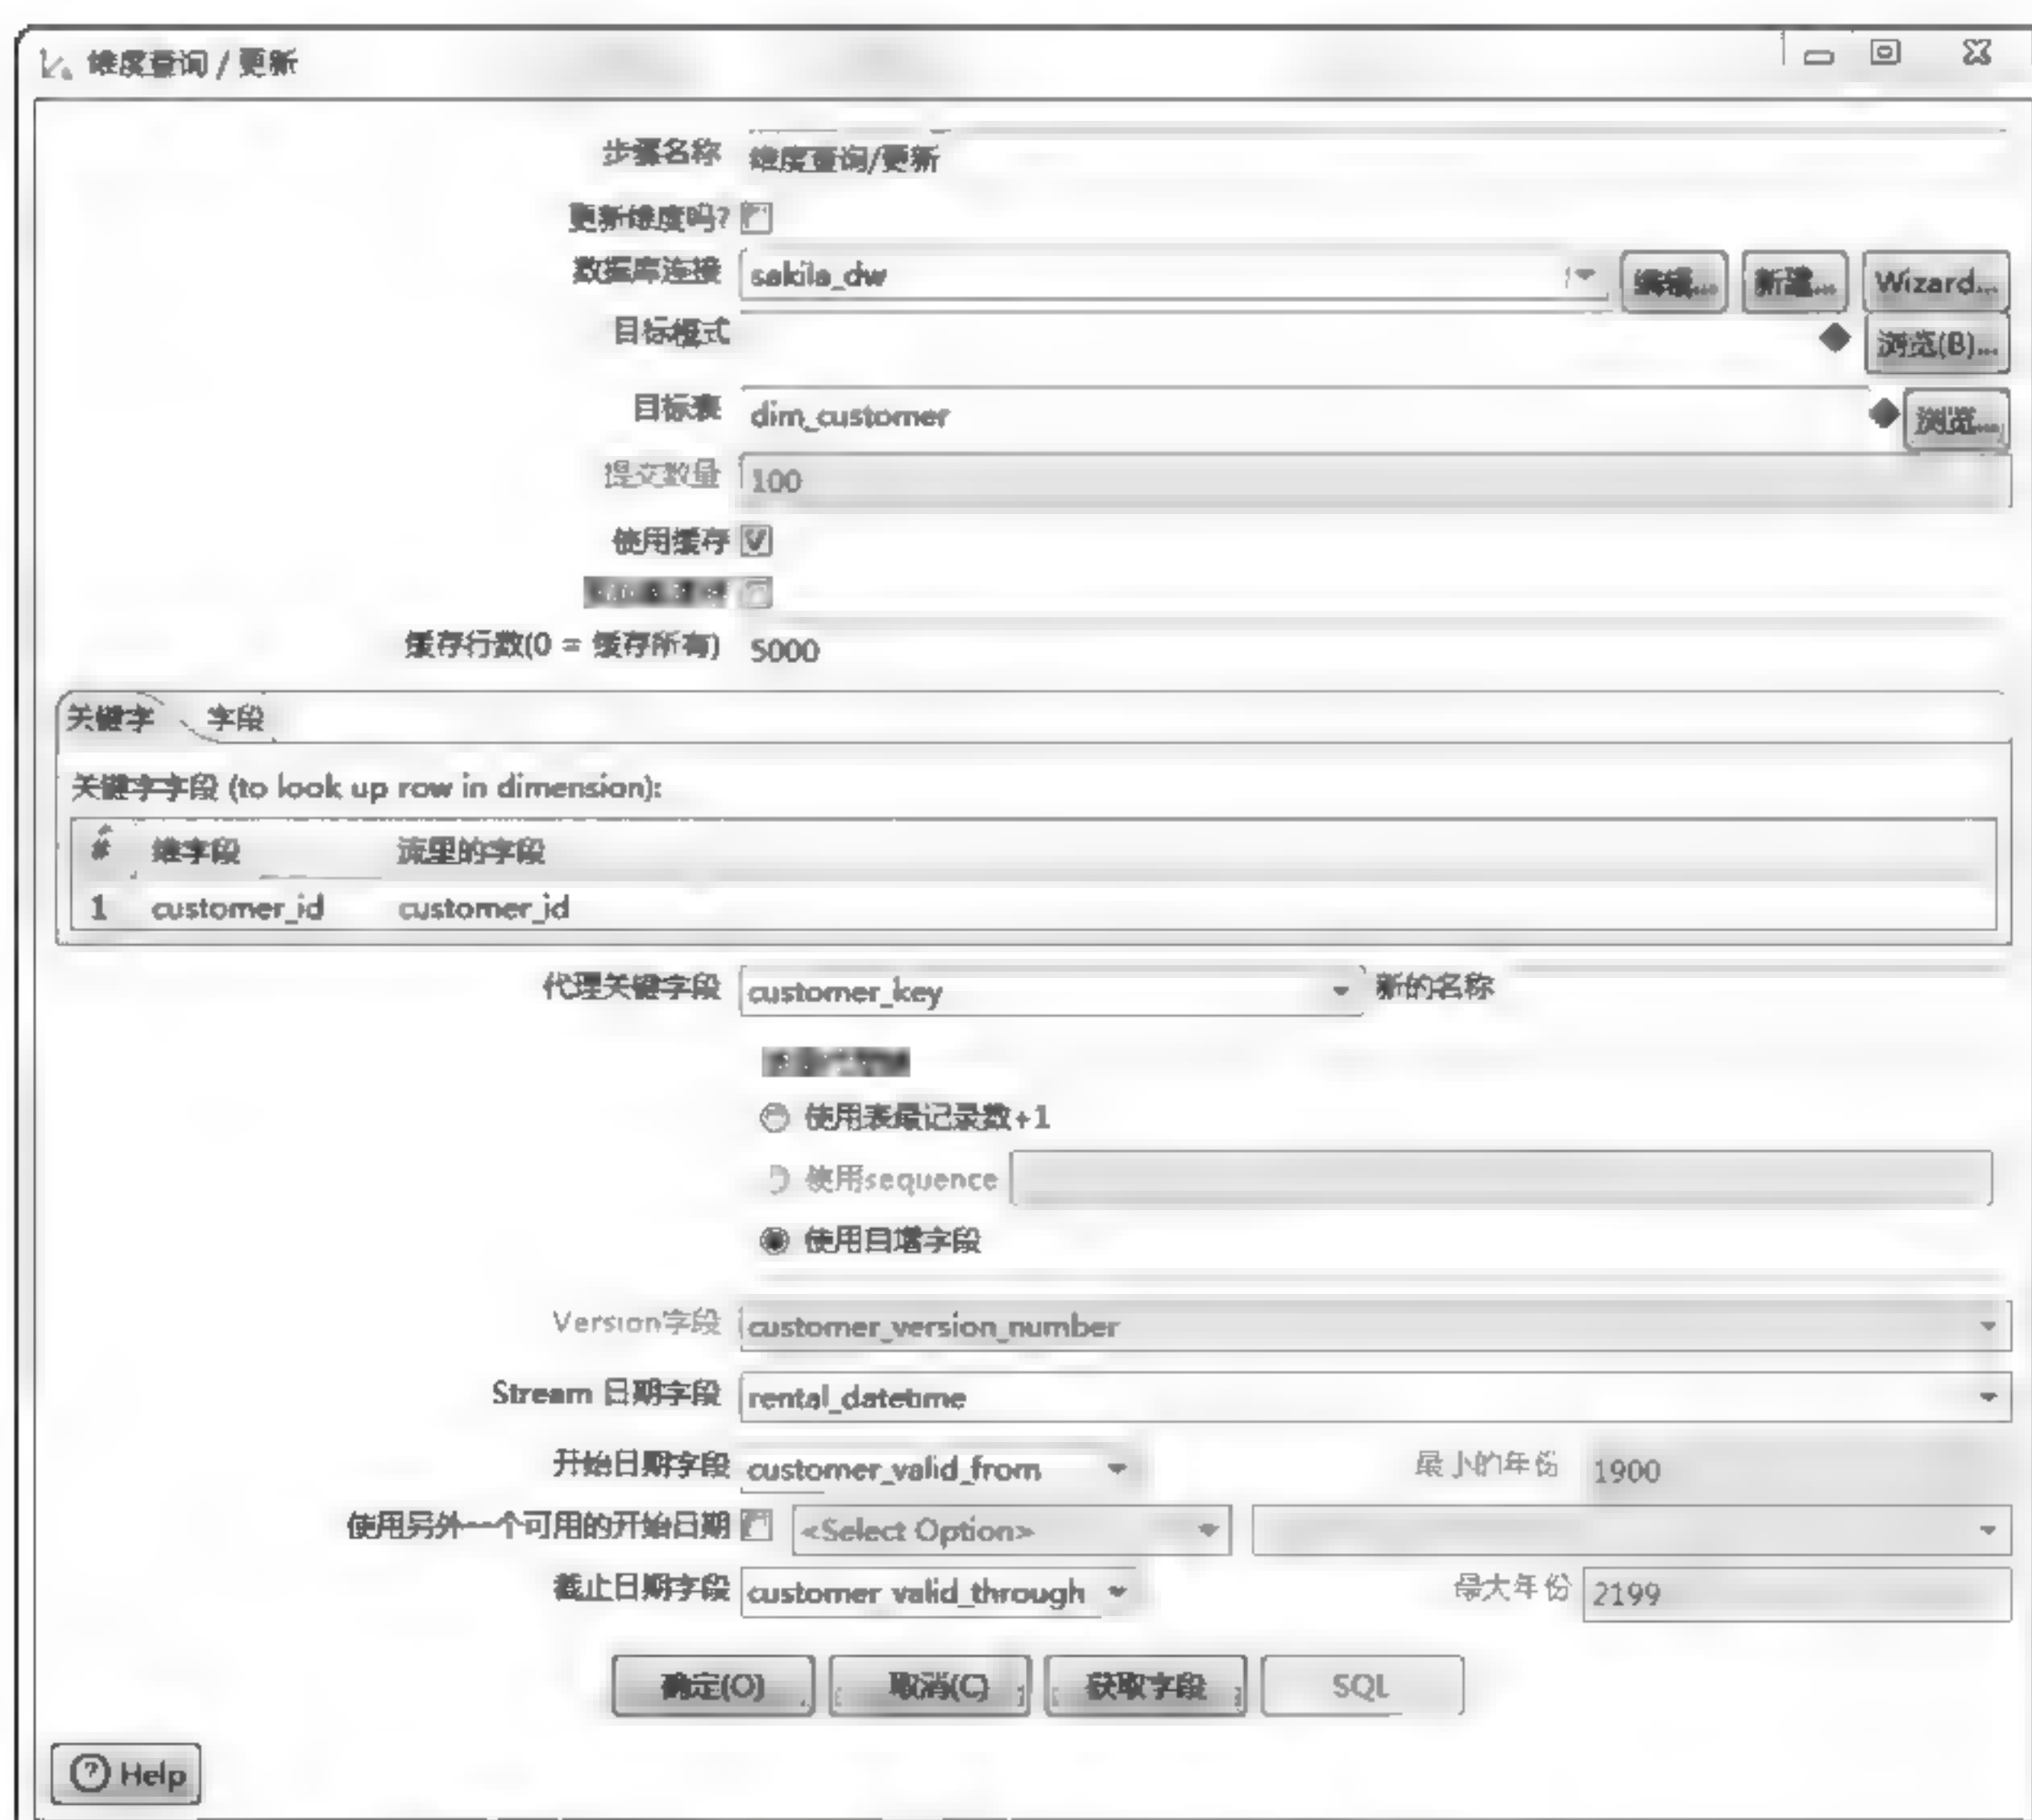 维度查询 / 更新
步骤名称 维度查询/更新
更新维度吗?
数据库连接 sakila_dw 编辑... 新建... Wizard...
目标模式 浏览(B)...
目标表 dim_customer 浏览...
提交数量 100
使用缓存
缓存行数(0 = 缓存所有) 5000
关键字 字段
关键字字段 (to look up row in dimension):
# 维字段 流里的字段
1 customer_id customer_id
代理关键字段 customer_key 新的名称
使用表最记录数+1
使用sequence
使用自增字段
Version字段 customer_version_number
Stream 日期字段 rental_datetime
开始日期字段 customer_valid_from 最小的年份 1900
使用另外一个可用的开始日期 <Select Option>
截止日期字段 customer_valid_through 最大年份 2199
确定(O) 取消(C) 获取字段 SQL
Help